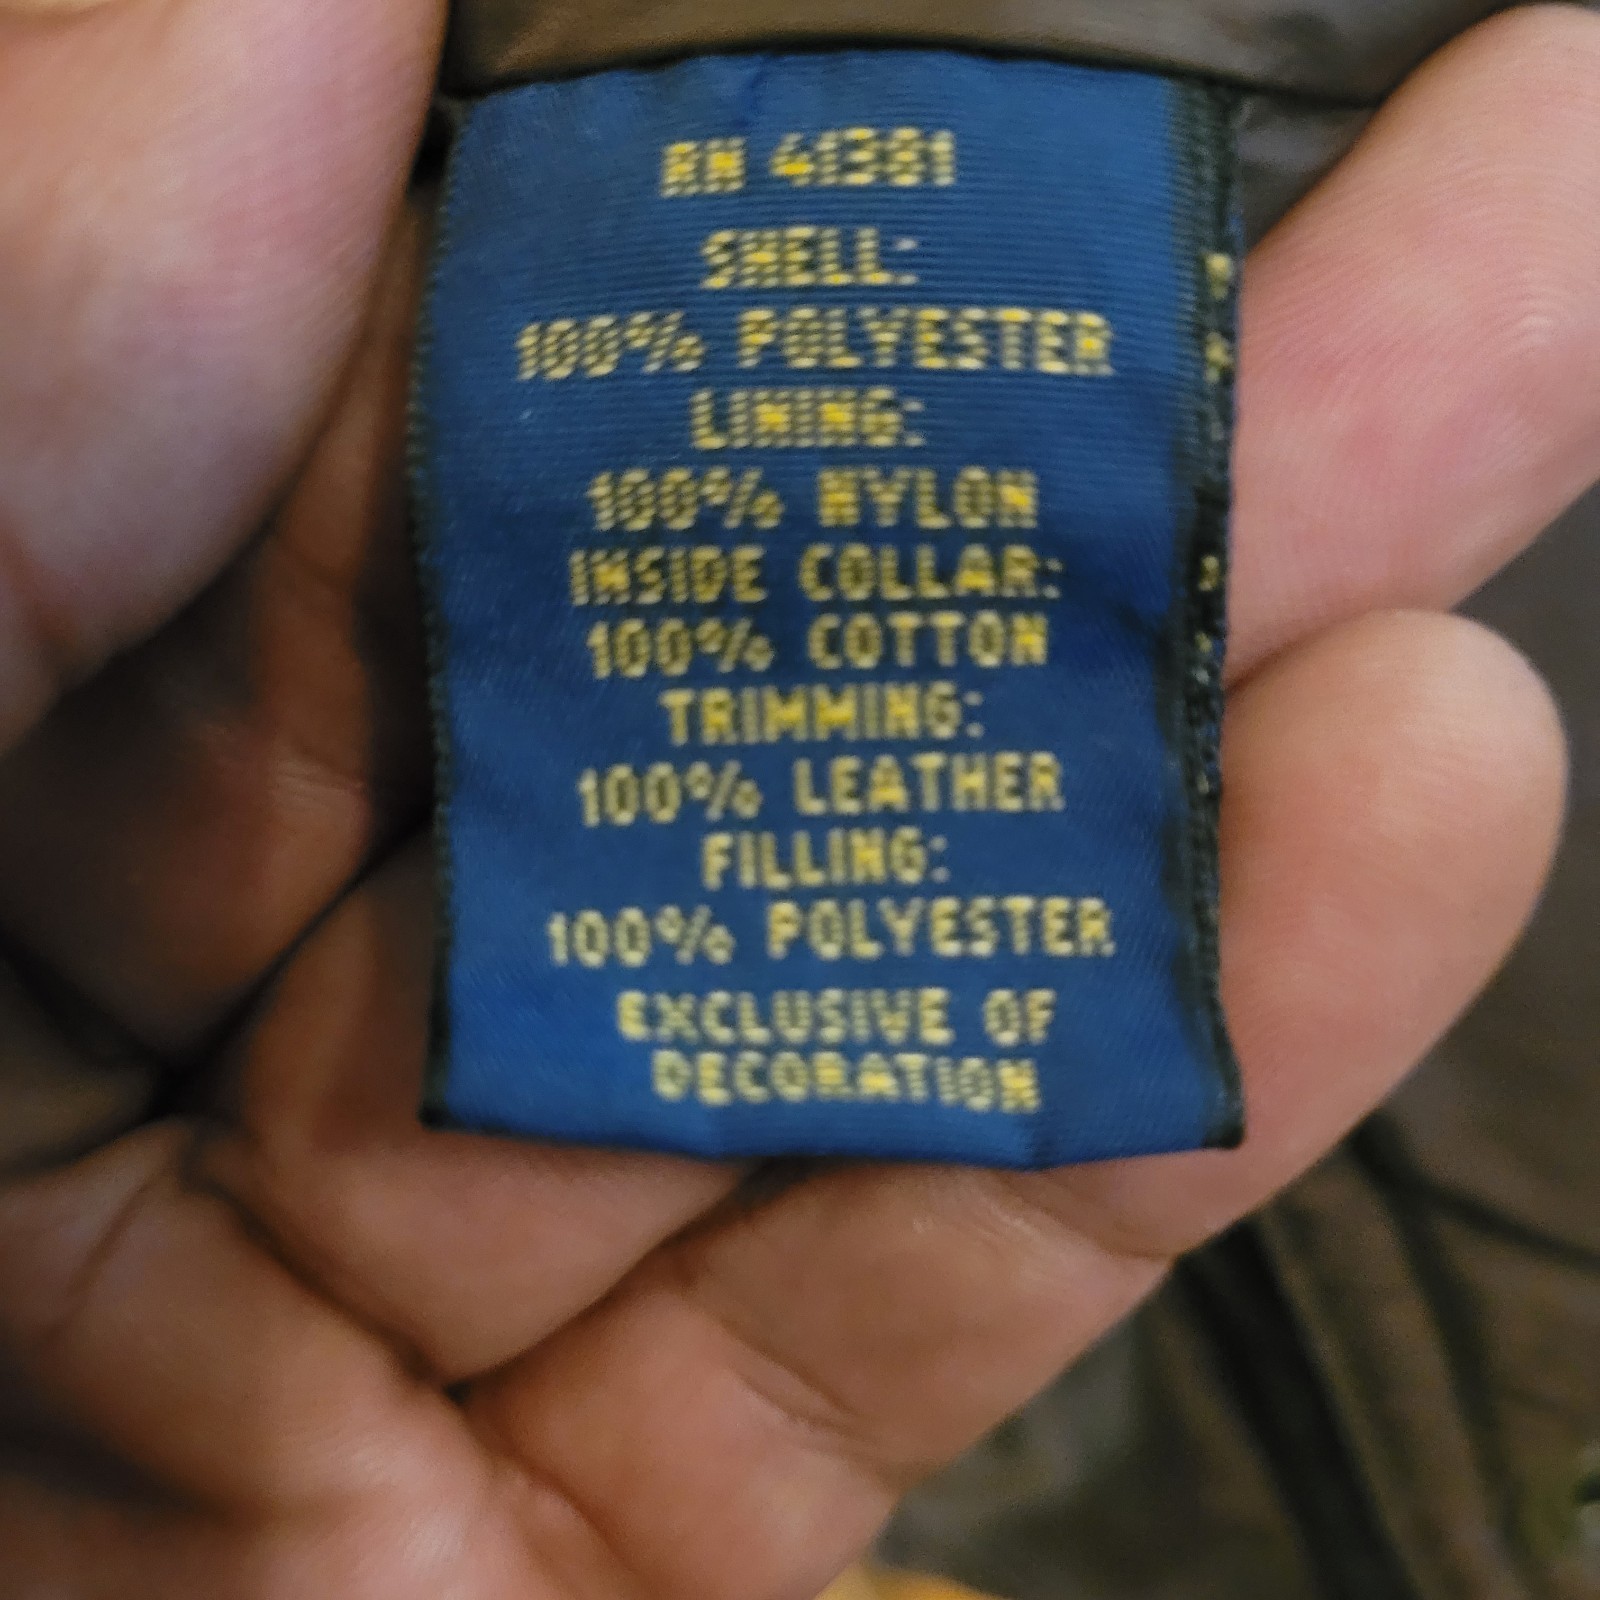 RN 41381
SHELL:
100% POLYESTER
LINING:
100% NYLON
INSIDE COLLAR:
100% COTTON
TRIMMING:
100% LEATHER
FILLING:
100% POLYESTER
EXCLUSIVE OF
DECORATION